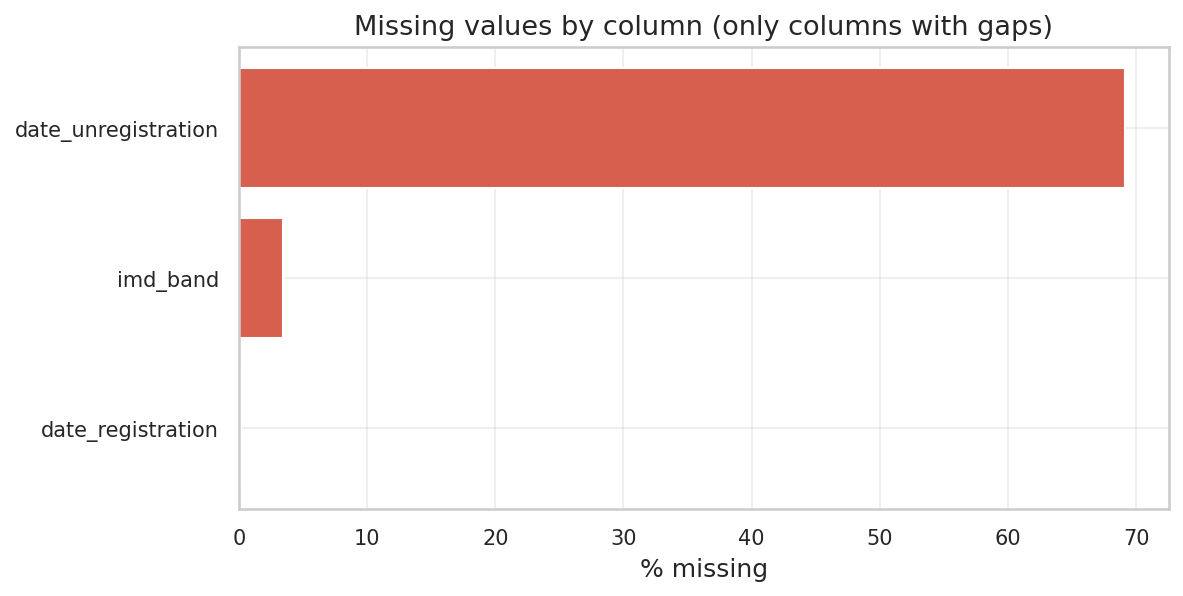 Missing values by column (only columns with gaps)
date_unregistration
imd_band
date_registration
0 10 20 30 40 50 60 70
% missing